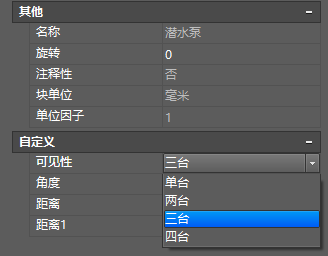 其他
名称 潜水泵
旋转 0
注释性 否
块单位 毫米
单位因子 1
自定义
可见性 三台
角度 单台
距离 两台
距离1 三台
四台